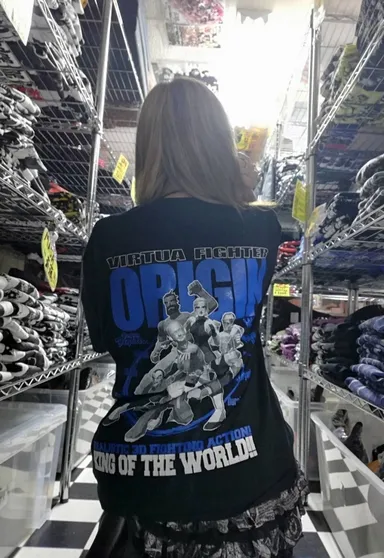 VIRTUA FIGHTER
ORIGIN
REALISTIC 3D FIGHTING ACTION!
KING OF THE WORLD!!